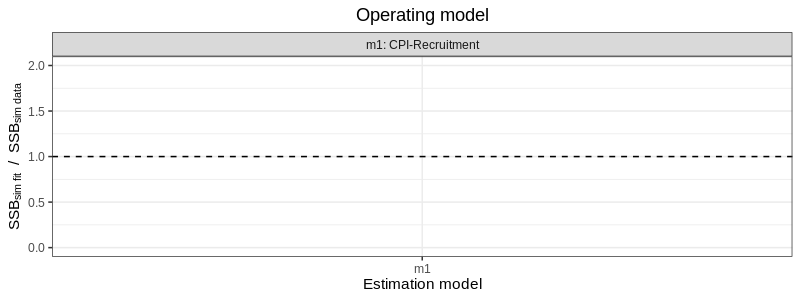 Operating model
m1: CPI-Recruitment
SSBsim fit / SSBsim data
2.0
1.5
1.0
0.5
0.0
m1
Estimation model